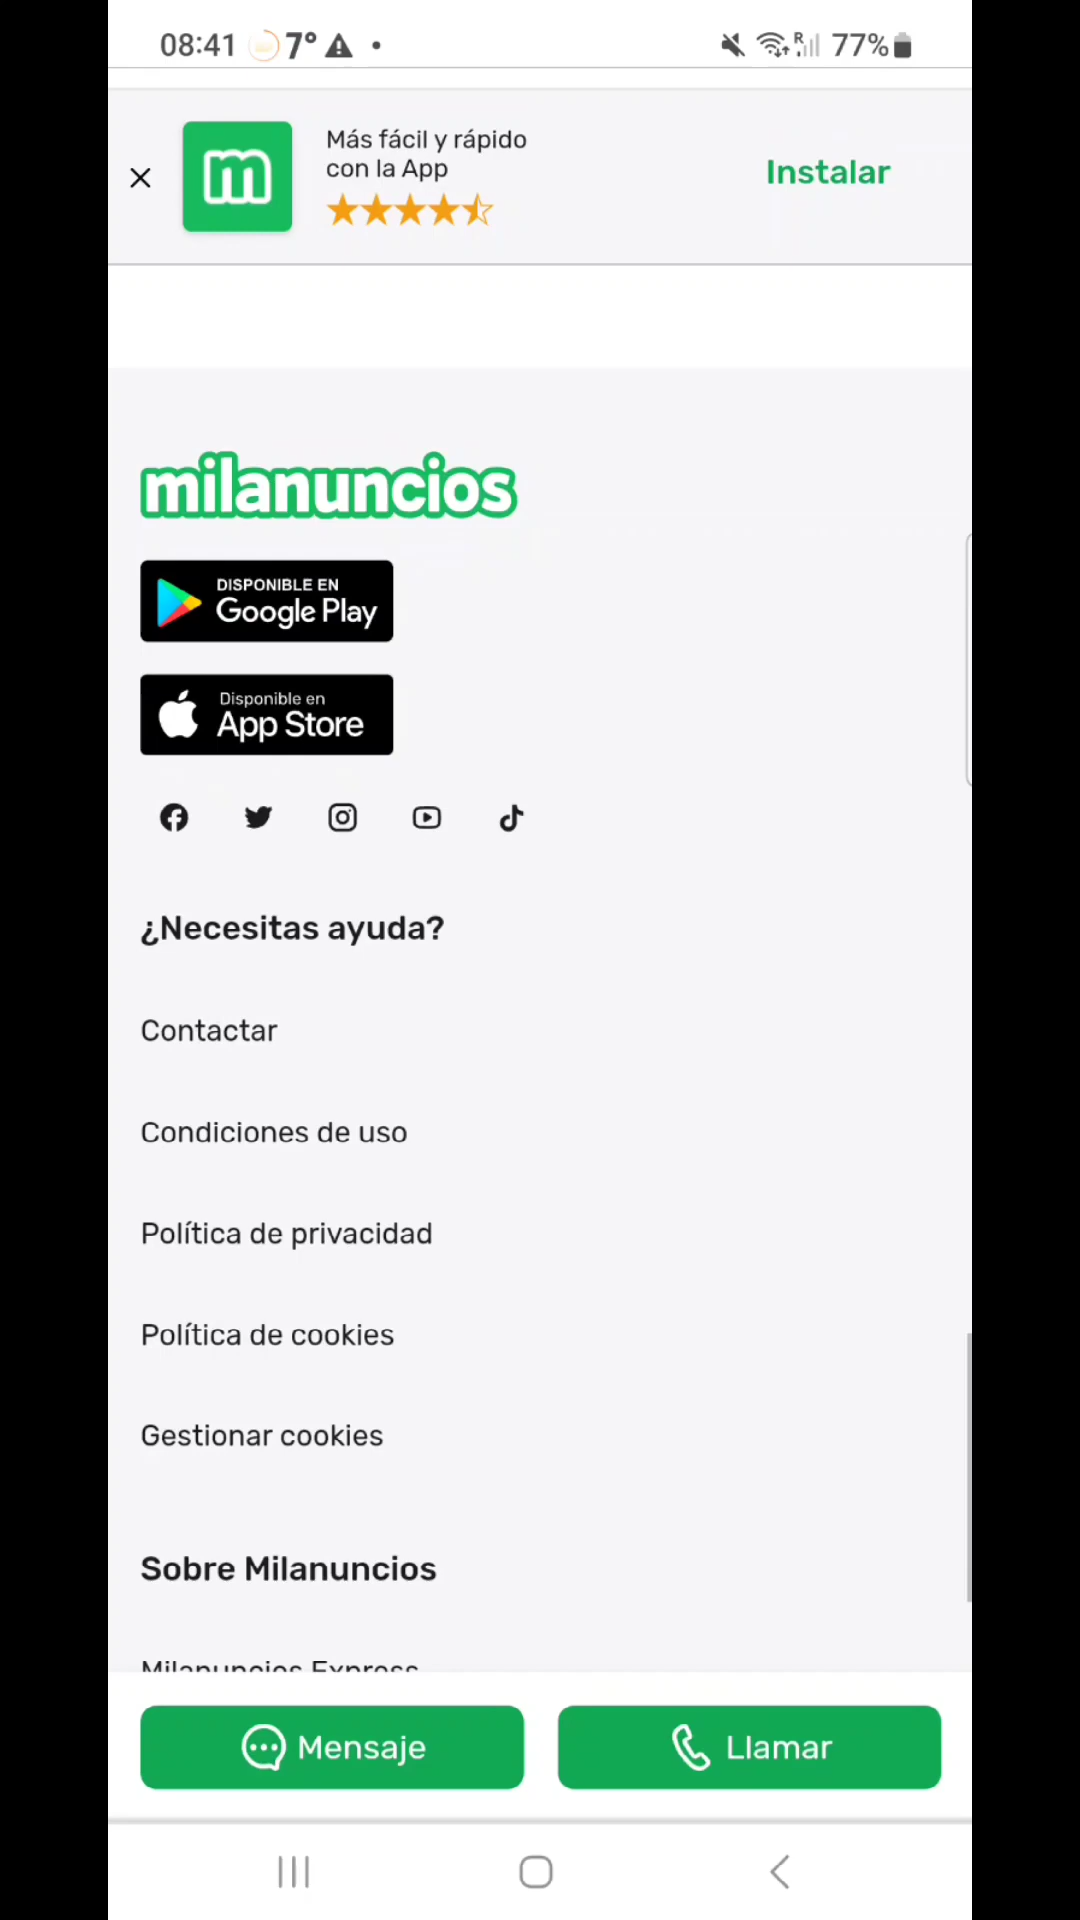 08:41 7°
R 77%
Más fácil y rápido
con la App
Instalar
m
milanuncios
DISPONIBLE EN
Google Play
Disponible en
App Store
¿Necesitas ayuda?
Contactar
Condiciones de uso
Política de privacidad
Política de cookies
Gestionar cookies
Sobre Milanuncios
Milanuncios Express
Mensaje
Llamar